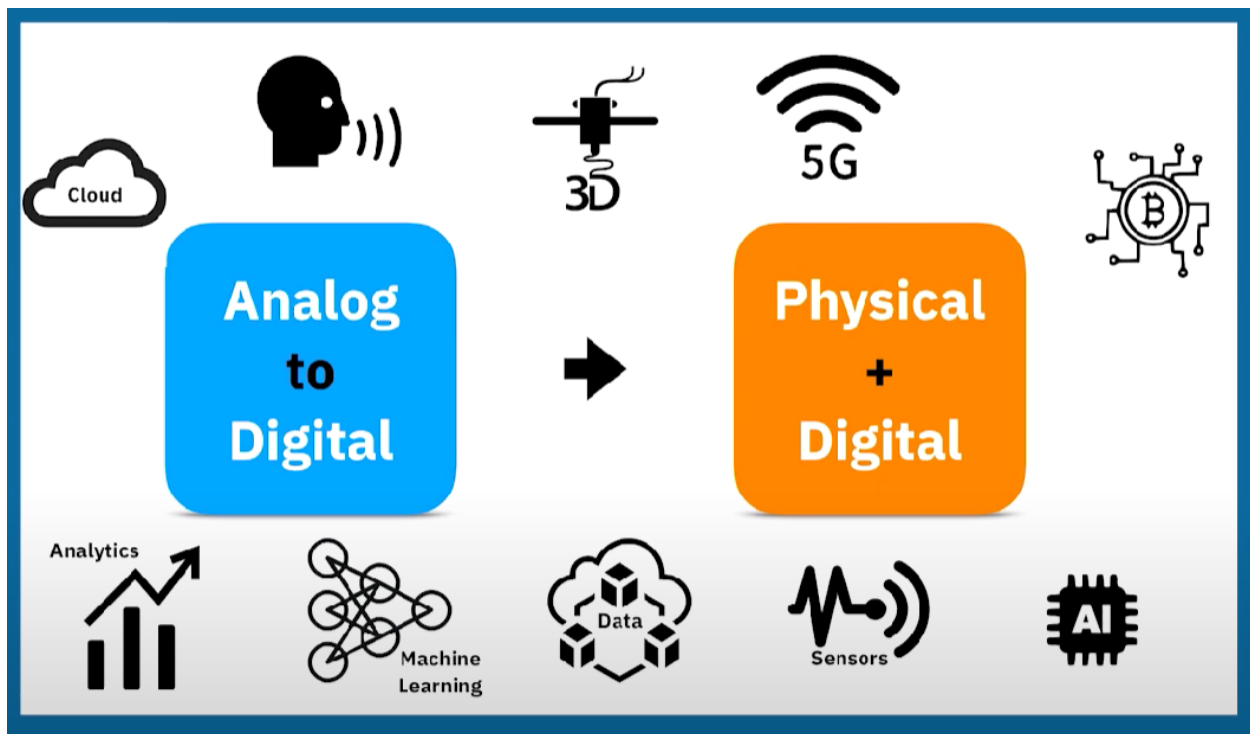 Cloud
3D
5G
₿
Analog
to
Digital
Physical
+
Digital
Analytics
Machine
Learning
Data
Sensors
AI